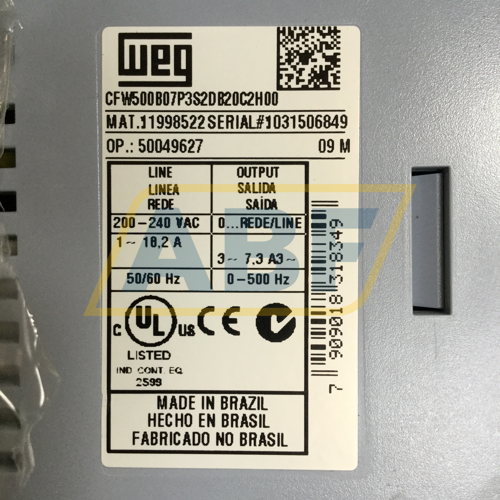 WEG
CFW500B07P3S2DB20C2H00
MAT.11998522 SERIAL#1031506849
OP.: 50049627 09 M
LINE
LINEA
REDE
OUTPUT
SALIDA
SAÍDA
200-240 VAC
0...REDE/LINE
1~ 18,2 A
3~ 7,3 A3~
50/60 Hz
0-500 Hz
C UL US CE
LISTED
IND. CONT. EQ.
2S99
MADE IN BRAZIL
HECHO EN BRASIL
FABRICADO NO BRASIL
7 909018 318349
ABF